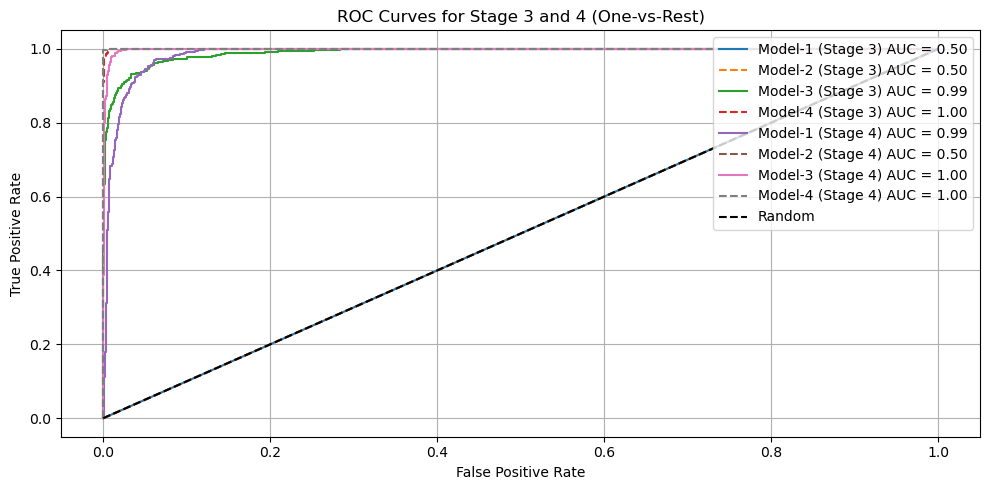 ROC Curves for Stage 3 and 4 (One-vs-Rest)
True Positive Rate
1.0
0.8
0.6
0.4
0.2
0.0
Model-1 (Stage 3) AUC = 0.50
Model-2 (Stage 3) AUC = 0.50
Model-3 (Stage 3) AUC = 0.99
Model-4 (Stage 3) AUC = 1.00
Model-1 (Stage 4) AUC = 0.99
Model-2 (Stage 4) AUC = 0.50
Model-3 (Stage 4) AUC = 1.00
Model-4 (Stage 4) AUC = 1.00
Random
0.0 0.2 0.4 0.6 0.8 1.0
False Positive Rate